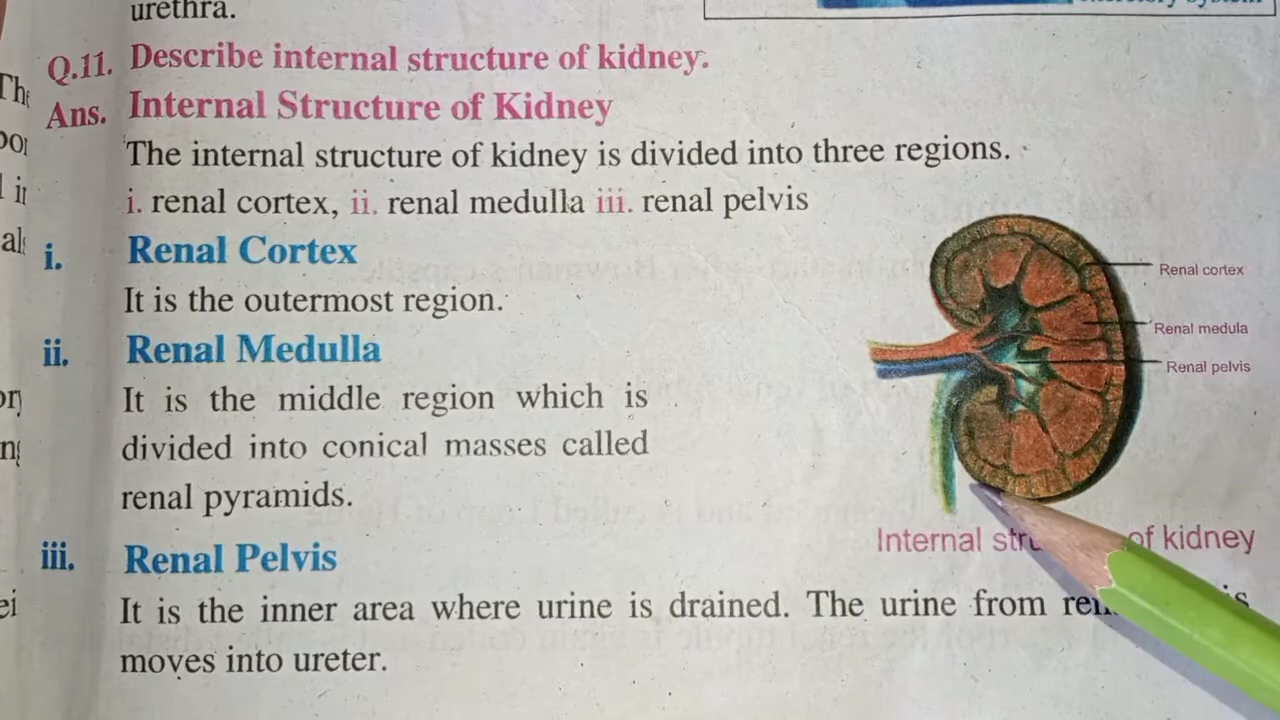 urethra.
Q.11. Describe internal structure of kidney.
Ans. Internal Structure of Kidney
The internal structure of kidney is divided into three regions.
i. renal cortex, ii. renal medulla iii. renal pelvis
i. Renal Cortex
It is the outermost region.
ii. Renal Medulla
It is the middle region which is
divided into conical masses called
renal pyramids.
Renal cortex
Renal medula
Renal pelvis
Internal of kidney
iii. Renal Pelvis
It is the inner area where urine is drained. The urine from
moves into ureter.